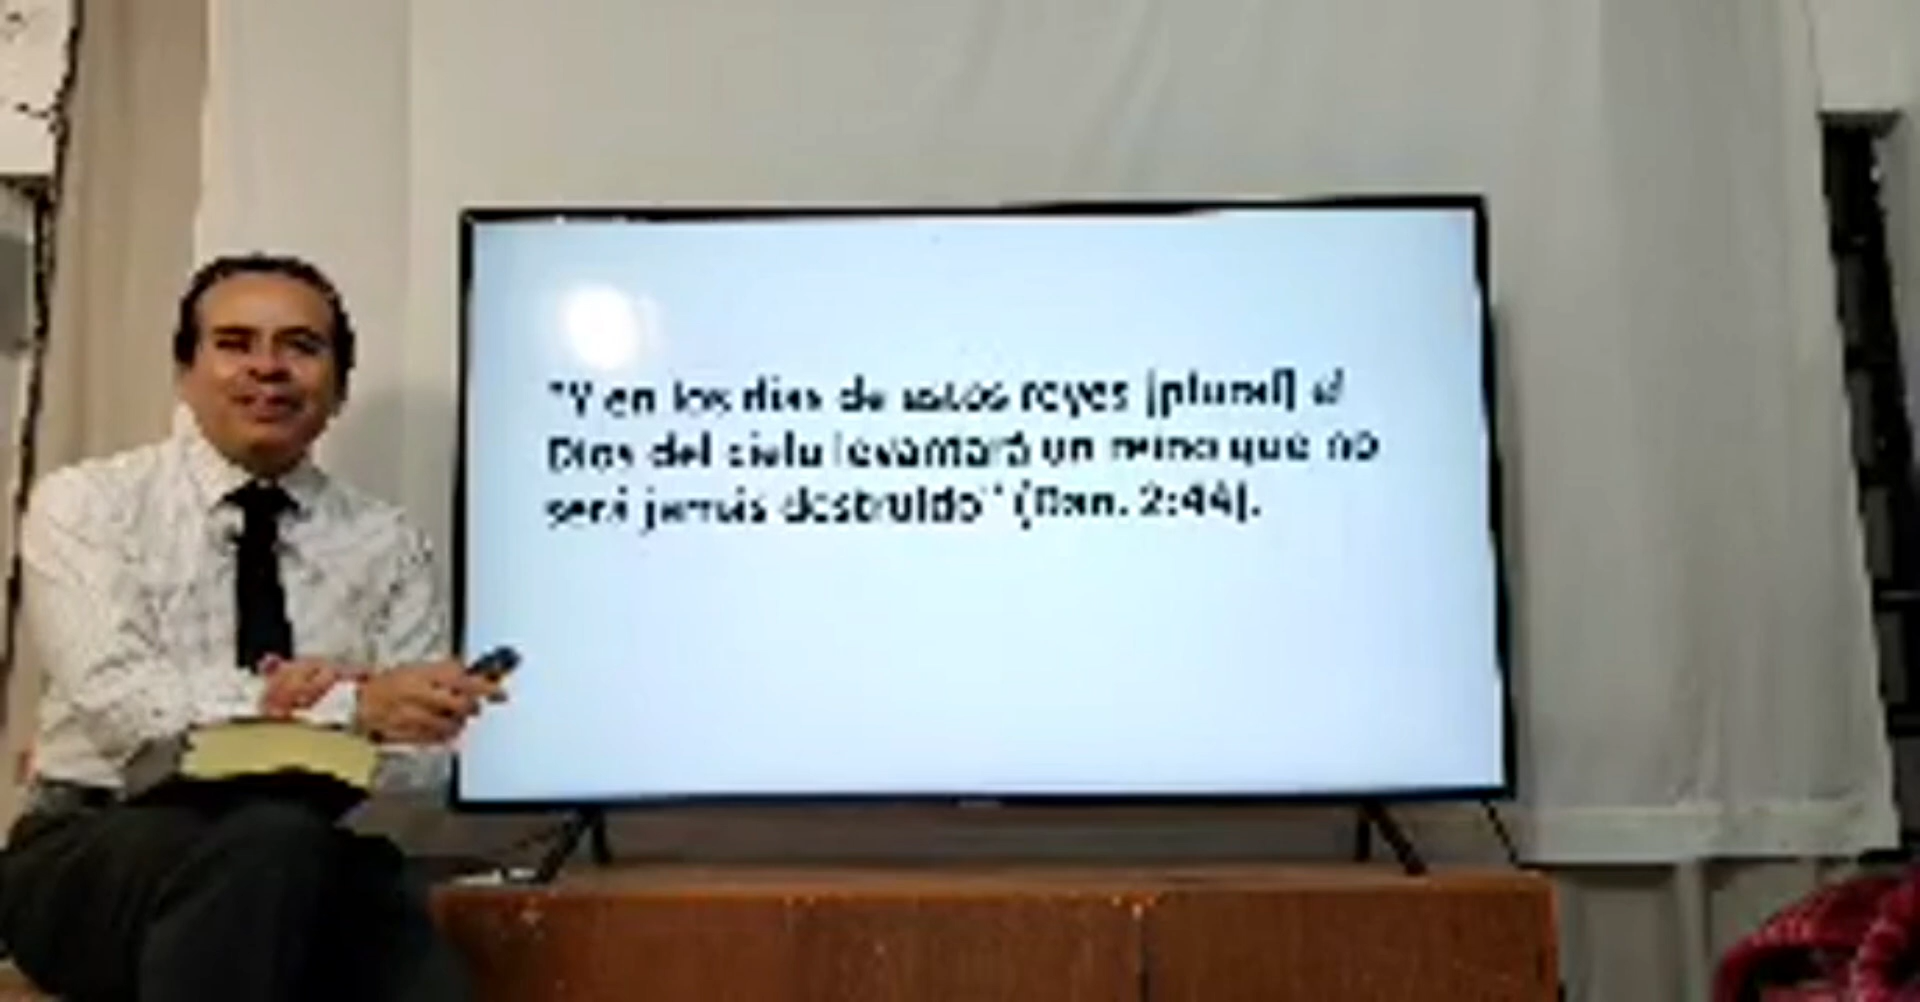 "Y en los días de estos reyes [plural] el
Dios del cielo levantará un reino que no
será jamás destruido" (Dan. 2:44).